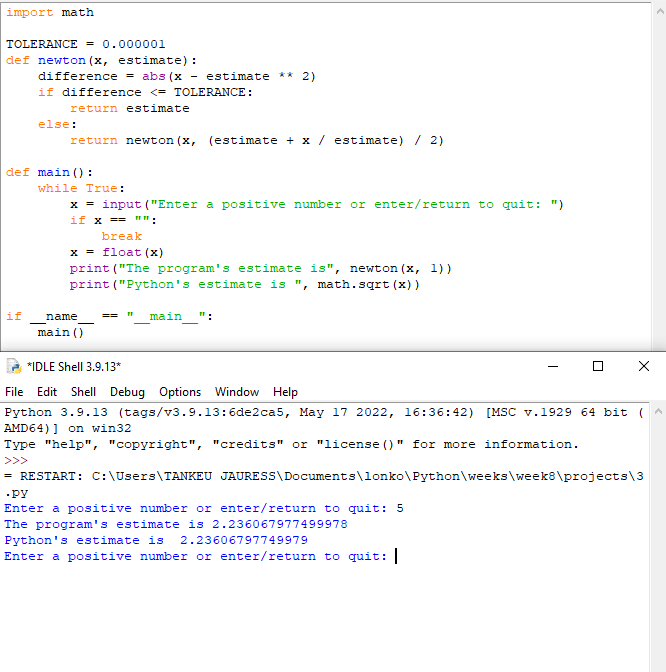 import math
TOLERANCE = 0.000001
def newton(x, estimate):
    difference = abs(x - estimate ** 2)
    if difference <= TOLERANCE:
        return estimate
    else:
        return newton(x, (estimate + x / estimate) / 2)
def main():
    while True:
        x = input("Enter a positive number or enter/return to quit: ")
        if x == "":
            break
        x = float(x)
        print("The program's estimate is", newton(x, 1))
        print("Python's estimate is ", math.sqrt(x))
if __name__ == "__main__":
    main()
*IDLE Shell 3.9.13*
File Edit Shell Debug Options Window Help
Python 3.9.13 (tags/v3.9.13:6de2ca5, May 17 2022, 16:36:42) [MSC v.1929 64 bit (
AMD64)] on win32
Type "help", "copyright", "credits" or "license()" for more information.
>>>
= RESTART: C:\Users\TANKEU JAURESS\Documents\lonko\Python\weeks\week8\projects\3
.py
Enter a positive number or enter/return to quit: 5
The program's estimate is 2.236067977499978
Python's estimate is  2.23606797749979
Enter a positive number or enter/return to quit: